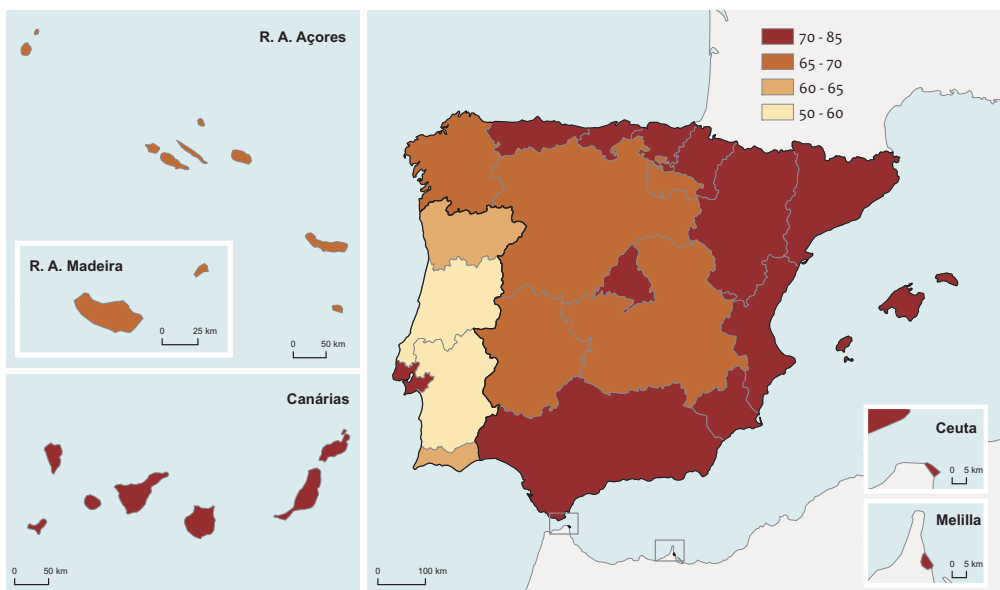 R. A. Açores
R. A. Madeira
0 25 km
0 50 km
Canárias
0 50 km
70 - 85
65 - 70
60 - 65
50 - 60
0 100 km
Ceuta
0 5 km
Melilla
0 5 km